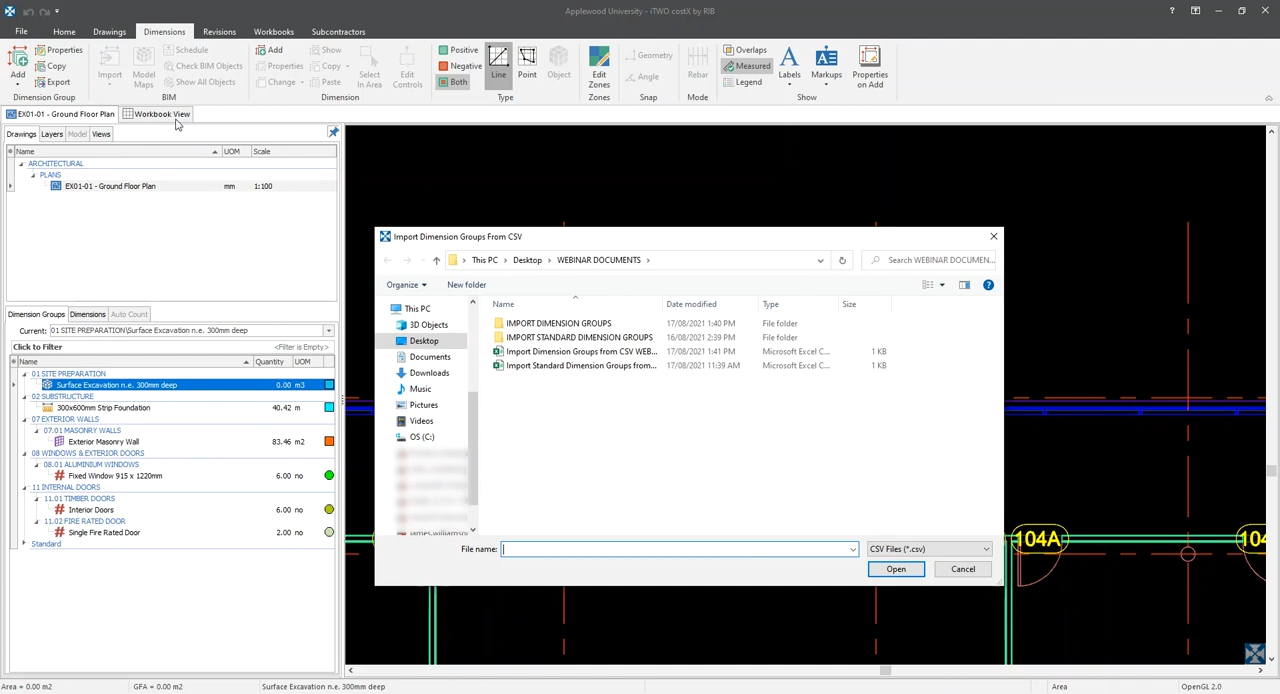 Applewood University - iTWO costX by RIB
File Home Drawings Dimensions Revisions Workbooks Subcontractors
Add Properties Copy Export Dimension Group
Import Model Maps Schedule Check BIM Objects Show All Objects BIM
Add Properties Change Show Copy Paste Select In Area Edit Controls Dimension
Positive Negative Both Line Point Object Type
Edit Zones Zones
Geometry Angle Snap
Rebar Mode
Overlaps Measured Legend Labels Markups Properties on Add Show
EX01-01 - Ground Floor Plan Workbook View
Drawings Layers Model Views
Name UOM Scale
ARCHITECTURAL
PLANS
EX01-01 - Ground Floor Plan mm 1:100
Dimension Groups Dimensions Auto Count
Current: 01 SITE PREPARATION\Surface Excavation n.e. 300mm deep
Click to Filter <Filter is Empty>
Name Quantity UOM
01 SITE PREPARATION
Surface Excavation n.e. 300mm deep 0.00 m3
02 SUBSTRUCTURE
300x600mm Strip Foundation 40.42 m
07 EXTERIOR WALLS
07.01 MASONRY WALLS
Exterior Masonry Wall 83.46 m2
08 WINDOWS & EXTERIOR DOORS
08.01 ALUMINIUM WINDOWS
Fixed Window 915 x 1220mm 6.00 no
11 INTERNAL DOORS
11.01 TIMBER DOORS
Interior Doors 6.00 no
11.02 FIRE RATED DOOR
Single Fire Rated Door 2.00 no
Standard
Import Dimension Groups From CSV
This PC > Desktop > WEBINAR DOCUMENTS >
Search WEBINAR DOCUMEN...
Organize New folder
This PC
3D Objects
Desktop
Documents
Downloads
Music
Pictures
Videos
OS (C:)
Name Date modified Type Size
IMPORT DIMENSION GROUPS 17/08/2021 1:40 PM File folder
IMPORT STANDARD DIMENSION GROUPS 16/08/2021 2:39 PM File folder
Import Dimension Groups from CSV WEB... 17/08/2021 1:41 PM Microsoft Excel C... 1 KB
Import Standard Dimension Groups from... 17/08/2021 11:39 AM Microsoft Excel C... 1 KB
File name: CSV Files (*.csv)
Open Cancel
104A
104
Area = 0.00 m2 GFA = 0.00 m2 Surface Excavation n.e. 300mm deep Area OpenGL 2.0